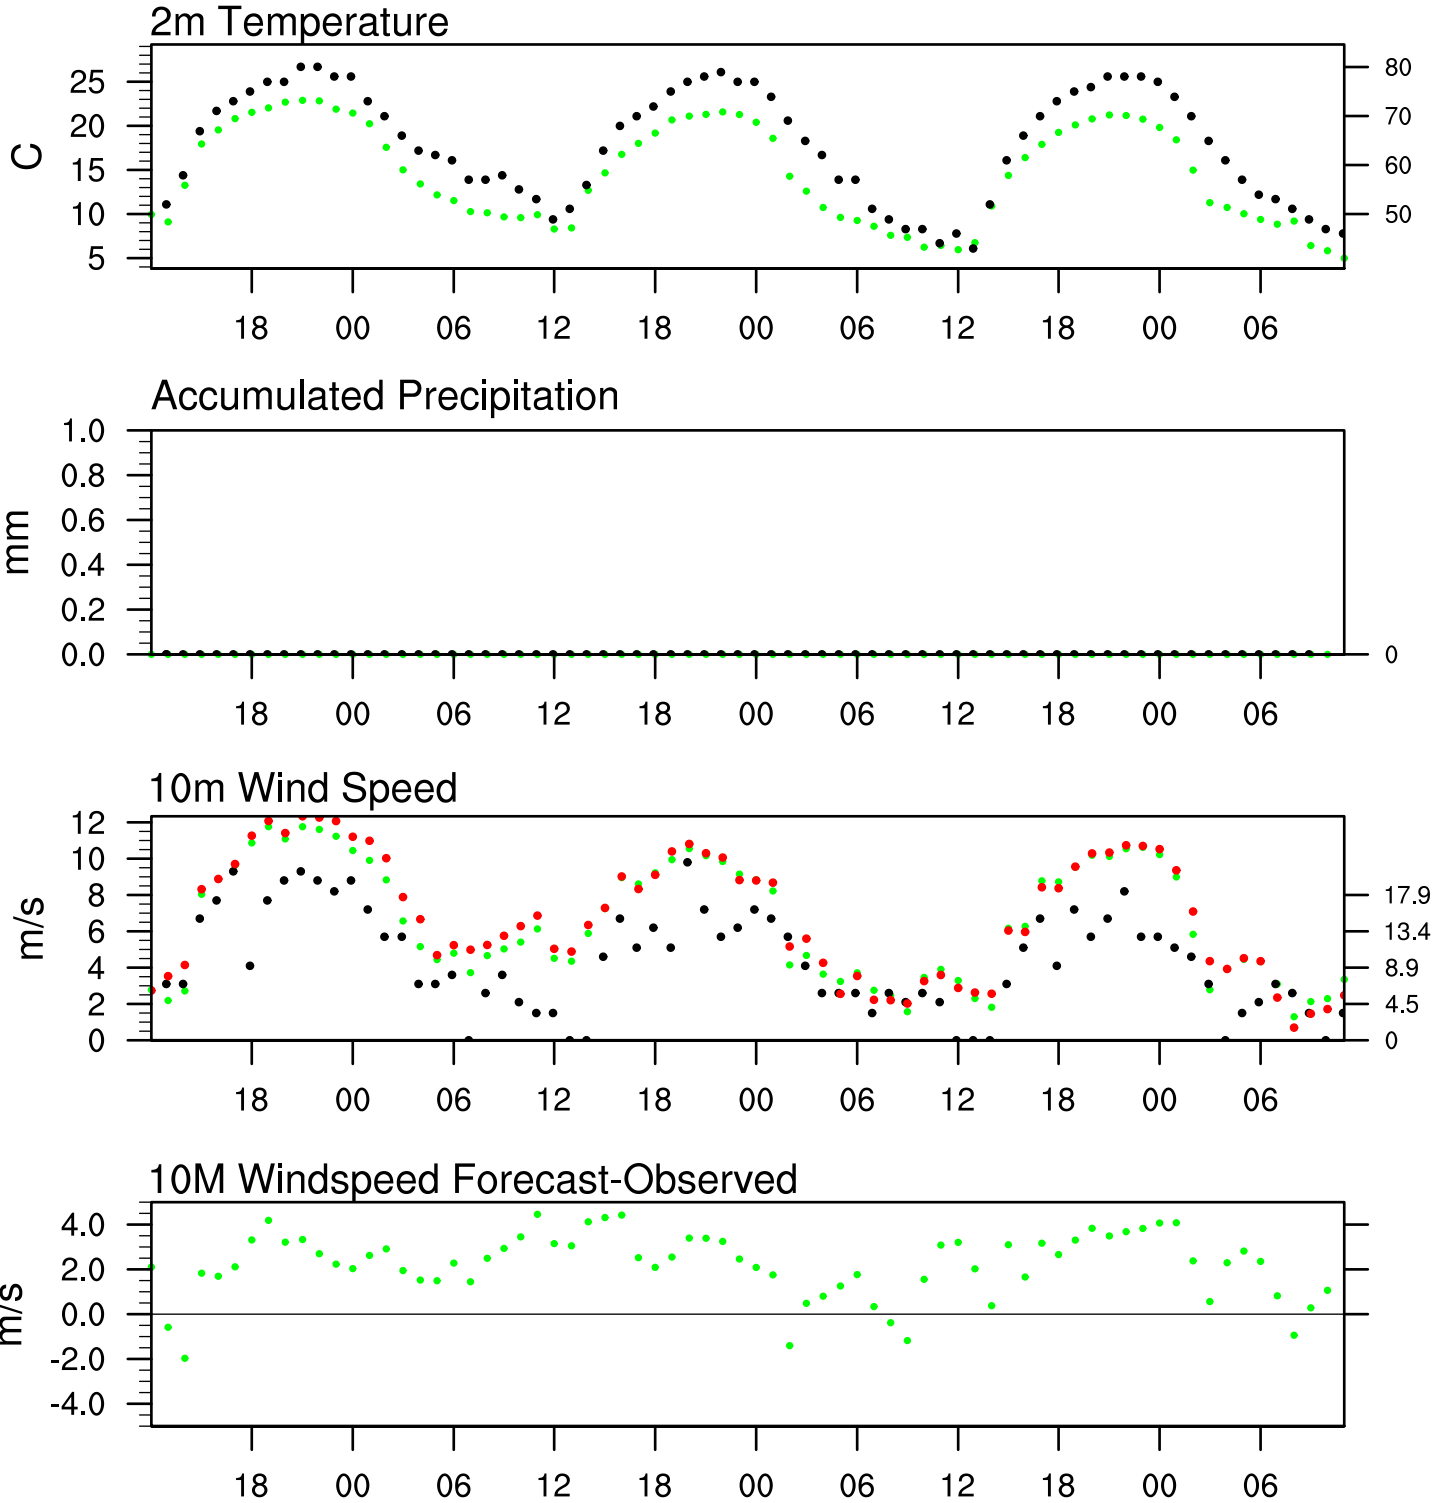 2m Temperature
25
20
15
10
5
C
80
70
60
50
18 00 06 12 18 00 06 12 18 00 06
Accumulated Precipitation
1.0
0.8
0.6
0.4
0.2
0.0
mm
0
18 00 06 12 18 00 06 12 18 00 06
10m Wind Speed
12
10
8
6
4
2
0
m/s
17.9
13.4
8.9
4.5
0
18 00 06 12 18 00 06 12 18 00 06
10M Windspeed Forecast-Observed
4.0
2.0
0.0
-2.0
-4.0
m/s
18 00 06 12 18 00 06 12 18 00 06